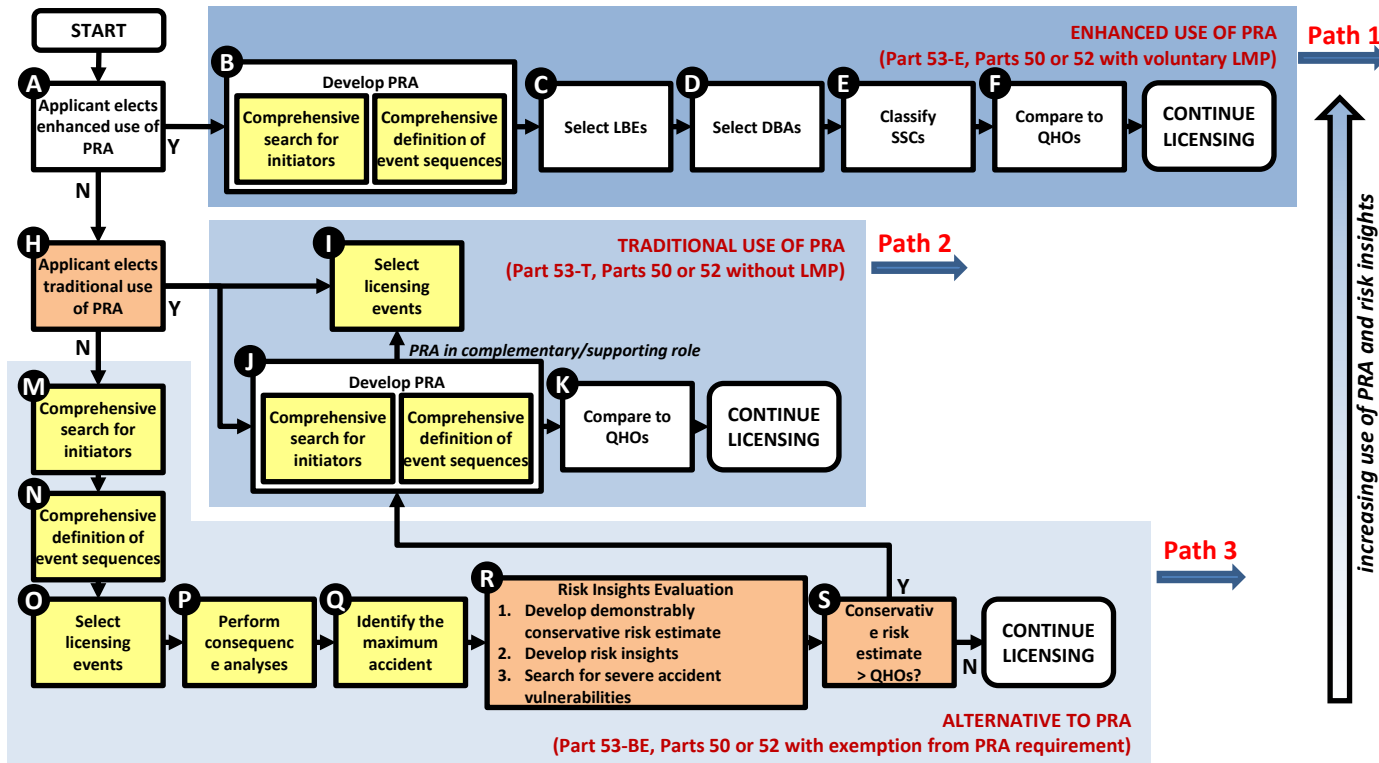 START
A
Applicant elects
enhanced use of
PRA
Y
N
ENHANCED USE OF PRA
(Part 53-E, Parts 50 or 52 with voluntary LMP)
Path 1
B
Develop PRA
Comprehensive
search for
initiators
Comprehensive
definition of
event sequences
C
Select LBEs
D
Select DBAs
E
Classify
SSCs
F
Compare to
QHOs
CONTINUE
LICENSING
H
Applicant elects
traditional use
of PRA
Y
N
TRADITIONAL USE OF PRA
(Part 53-T, Parts 50 or 52 without LMP)
Path 2
I
Select
licensing
events
PRA in complementary/supporting role
J
Develop PRA
Comprehensive
search for
initiators
Comprehensive
definition of
event sequences
K
Compare to
QHOs
CONTINUE
LICENSING
M
Comprehensive
search for
initiators
N
Comprehensive
definition of
event sequences
O
Select
licensing
events
P
Perform
consequenc
e analyses
Q
Identify the
maximum
accident
R
Risk Insights Evaluation
1. Develop demonstrably
conservative risk estimate
2. Develop risk insights
3. Search for severe accident
vulnerabilities
S
Conservativ
e risk
estimate
> QHOs?
Y
N
CONTINUE
LICENSING
Path 3
ALTERNATIVE TO PRA
(Part 53-BE, Parts 50 or 52 with exemption from PRA requirement)
increasing use of PRA and risk insights